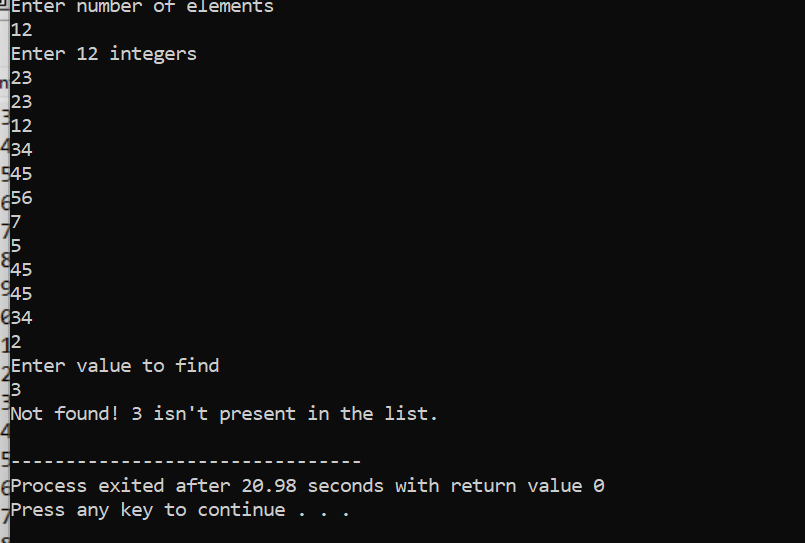 Enter number of elements
12
Enter 12 integers
23
23
12
34
45
56
7
5
45
45
34
2
Enter value to find
3
Not found! 3 isn't present in the list.
--------------------------------
Process exited after 20.98 seconds with return value 0
Press any key to continue . . .